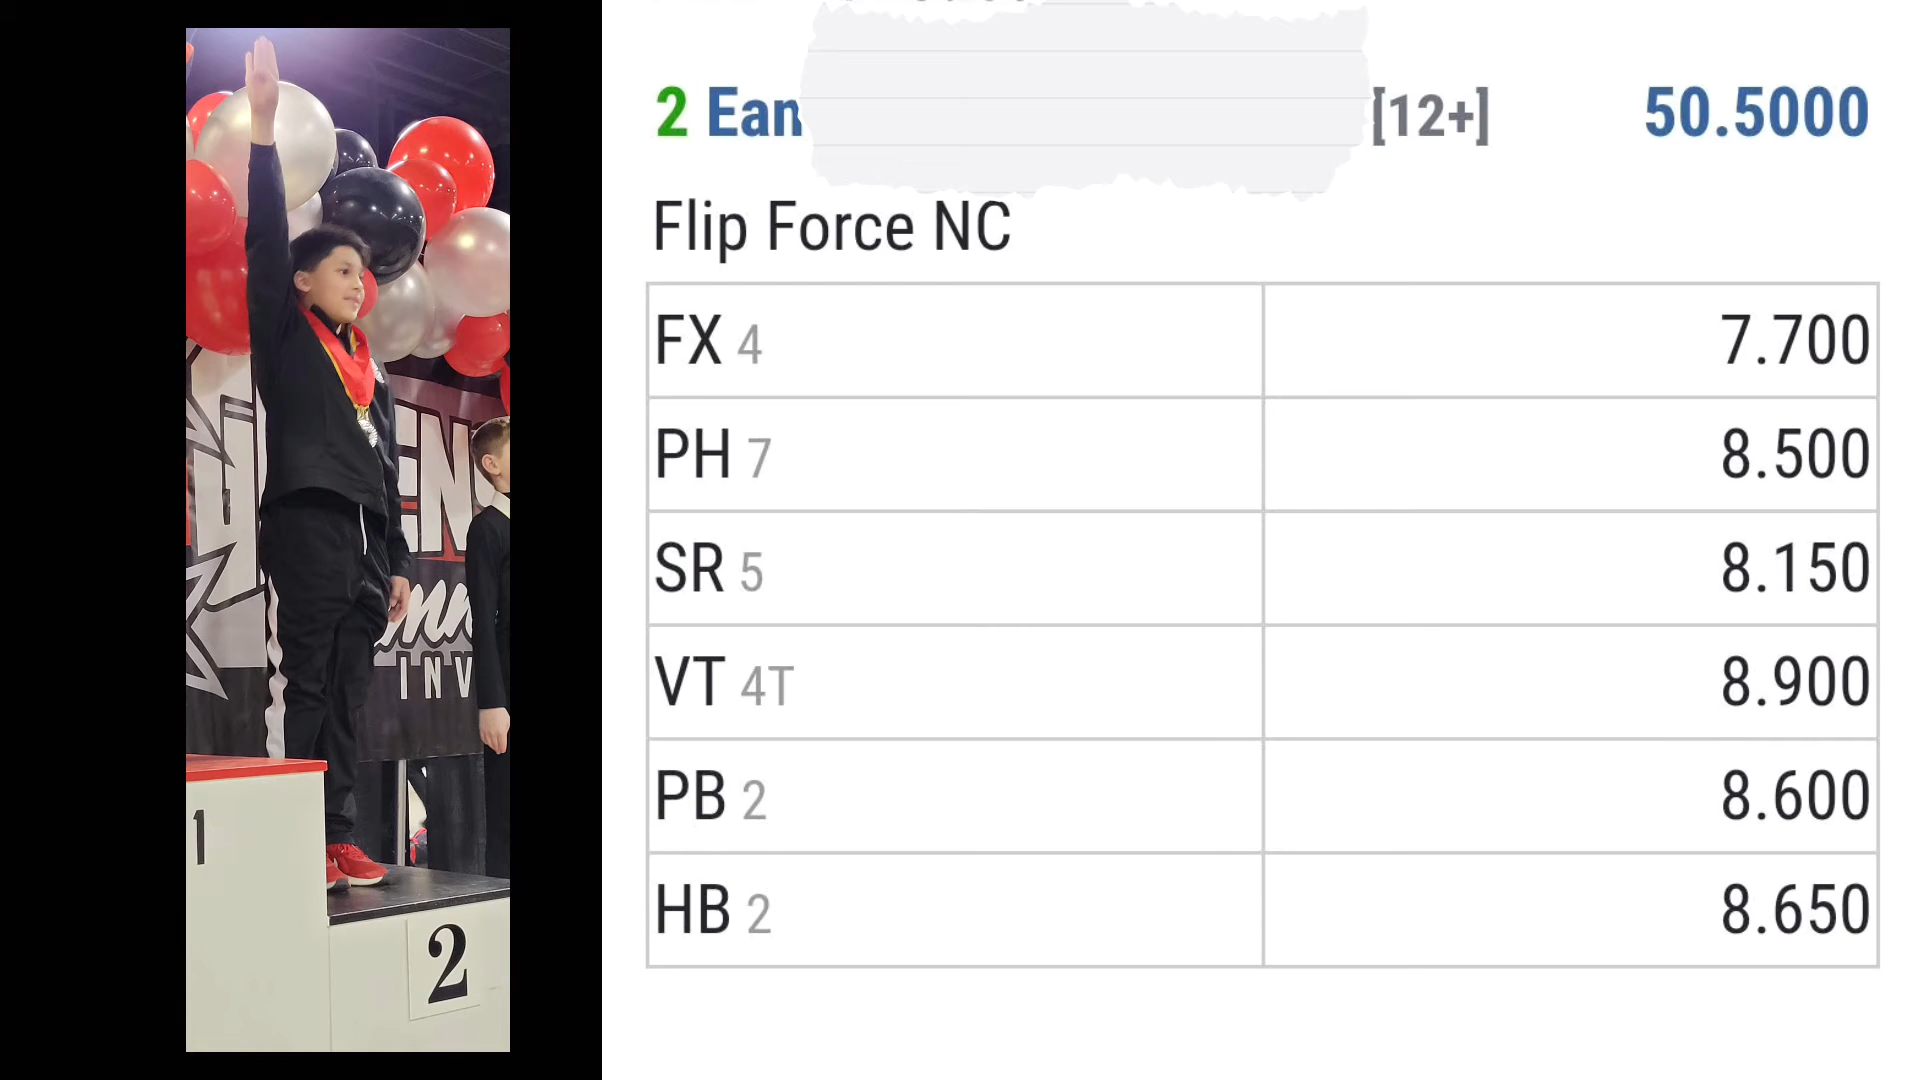 2 Ean [12+] 50.5000
Flip Force NC
FX 4 7.700
PH 7 8.500
SR 5 8.150
VT 4T 8.900
PB 2 8.600
HB 2 8.650
1
2
INV